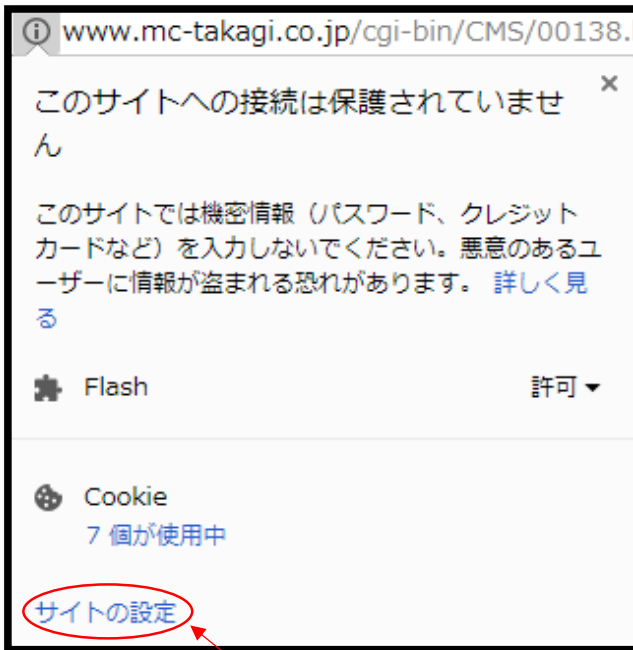 www.mc-takagi.co.jp/cgi-bin/CMS/00138.
このサイトへの接続は保護されていませ
ん
このサイトでは機密情報（パスワード、クレジット
カードなど）を入力しないでください。悪意のあるユ
ーザーに情報が盗まれる恐れがあります。 詳しく見
る
Flash 許可
Cookie
7 個が使用中
サイトの設定